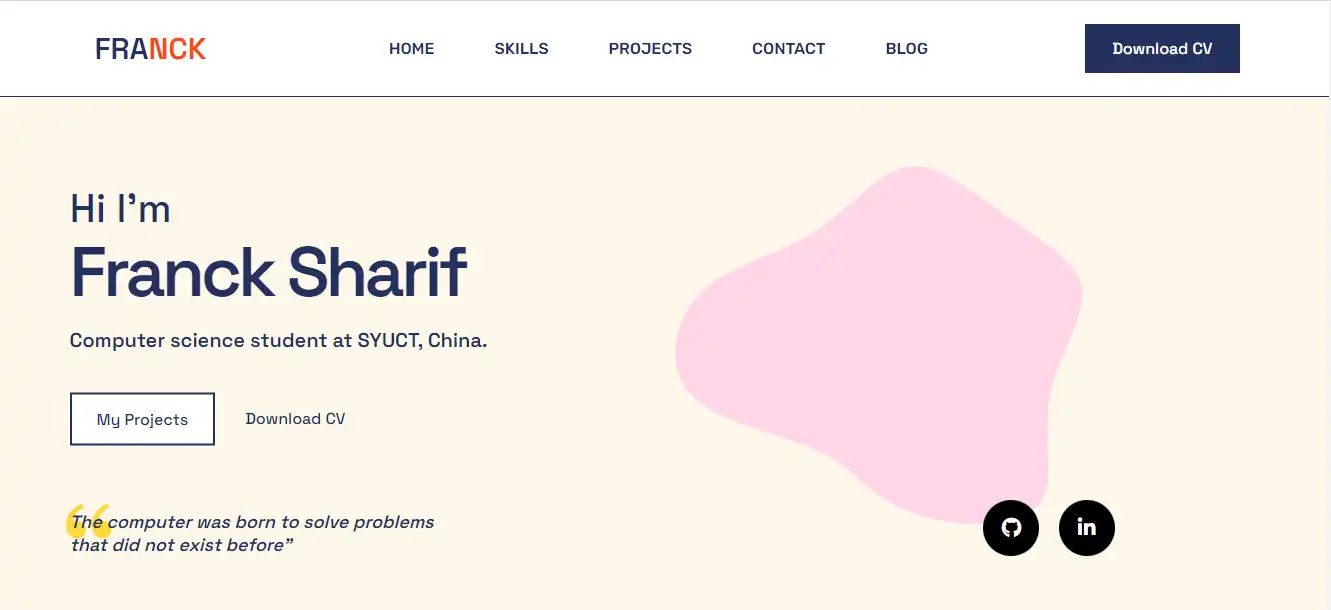 FRANCK
HOME
SKILLS
PROJECTS
CONTACT
BLOG
Download CV
Hi I’m
Franck Sharif
Computer science student at SYUCT, China.
My Projects
Download CV
“The computer was born to solve problems
that did not exist before”
in